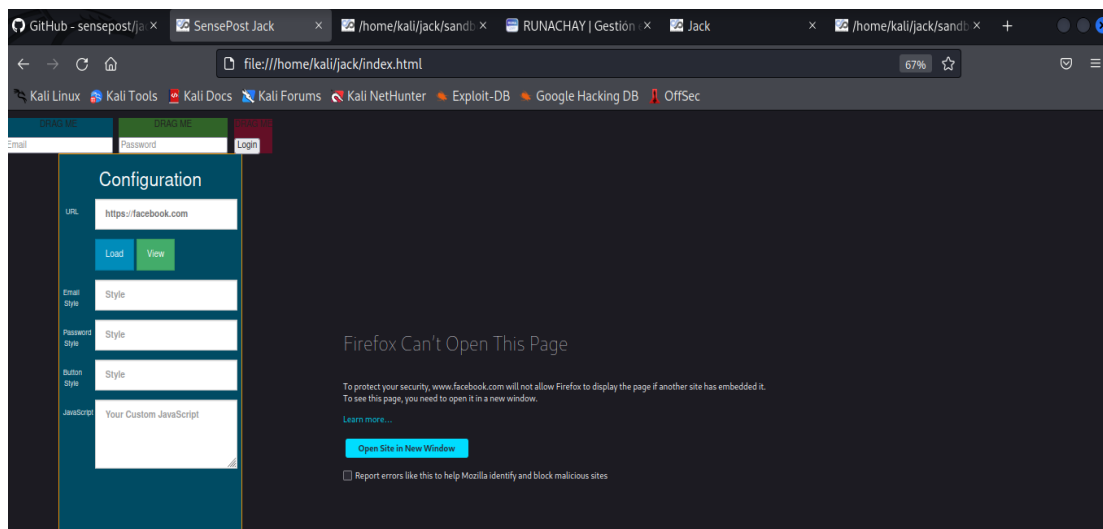 GitHub - sensepost/ja
SensePost Jack
/home/kali/jack/sandb
RUNACHAY | Gestión
Jack
/home/kali/jack/sandb
file:///home/kali/jack/index.html
67%
Kali Linux
Kali Tools
Kali Docs
Kali Forums
Kali NetHunter
Exploit-DB
Google Hacking DB
OffSec
DRAG ME
DRAG ME
DRAG ME
Email
Password
Login
Configuration
URL
https://facebook.com
Load
View
Email
Style
Style
Password
Style
Style
Button
Style
Style
JavaScript
Your Custom JavaScript
Firefox Can't Open This Page
To protect your security, www.facebook.com will not allow Firefox to display the page if another site has embedded it.
To see this page, you need to open it in a new window.
Learn more...
Open Site in New Window
Report errors like this to help Mozilla identify and block malicious sites